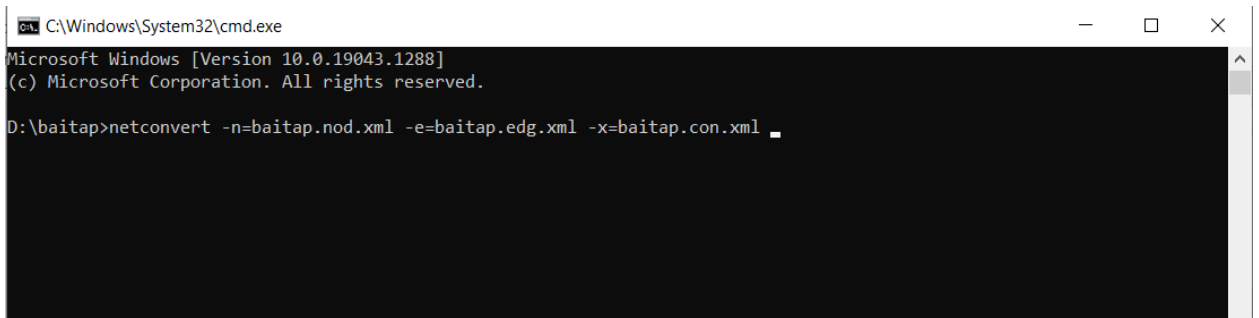 C:\Windows\System32\cmd.exe
Microsoft Windows [Version 10.0.19043.1288]
(c) Microsoft Corporation. All rights reserved.
D:\baitap>netconvert -n=baitap.nod.xml -e=baitap.edg.xml -x=baitap.con.xml